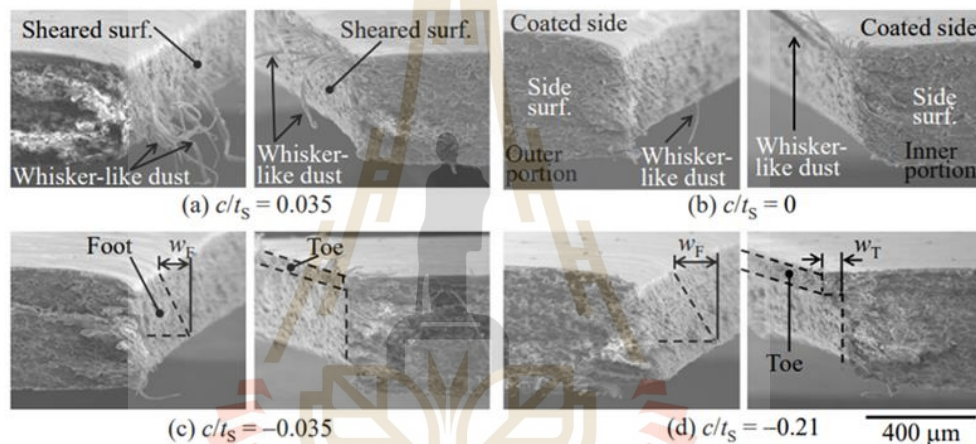 Sheared surf.
Sheared surf.
Whisker-like dust
Whisker-
like dust
(a) c/tS = 0.035
Coated side
Side
surf.
Outer
portion
Whisker-
like dust
Coated side
Whisker-
like dust
Side
surf.
Inner
portion
(b) c/tS = 0
Foot
wF
Toe
(c) c/tS = –0.035
wF
wT
Toe
(d) c/tS = –0.21
400 μm